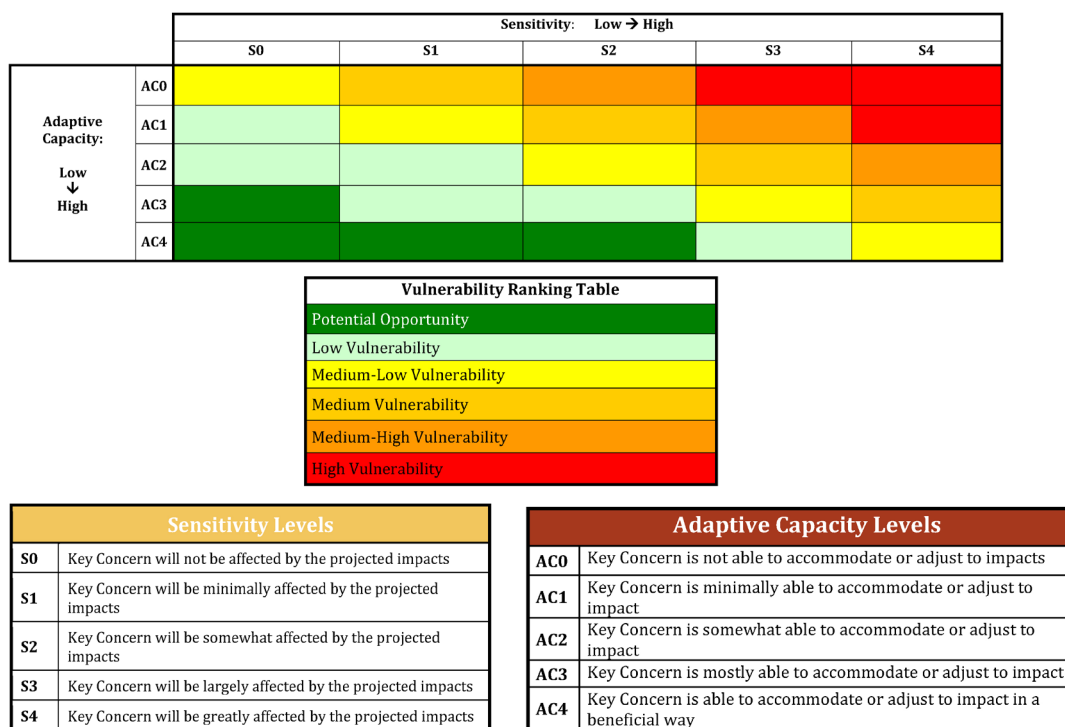 Sensitivity: Low → High
S0 S1 S2 S3 S4
Adaptive
Capacity:
Low
↓
High
AC0
AC1
AC2
AC3
AC4
Vulnerability Ranking Table
Potential Opportunity
Low Vulnerability
Medium-Low Vulnerability
Medium Vulnerability
Medium-High Vulnerability
High Vulnerability
Sensitivity Levels
S0 Key Concern will not be affected by the projected impacts
S1 Key Concern will be minimally affected by the projected
impacts
S2 Key Concern will be somewhat affected by the projected
impacts
S3 Key Concern will be largely affected by the projected impacts
S4 Key Concern will be greatly affected by the projected impacts
Adaptive Capacity Levels
AC0 Key Concern is not able to accommodate or adjust to impacts
AC1 Key Concern is minimally able to accommodate or adjust to
impact
AC2 Key Concern is somewhat able to accommodate or adjust to
impact
AC3 Key Concern is mostly able to accommodate or adjust to impact
AC4 Key Concern is able to accommodate or adjust to impact in a
beneficial way